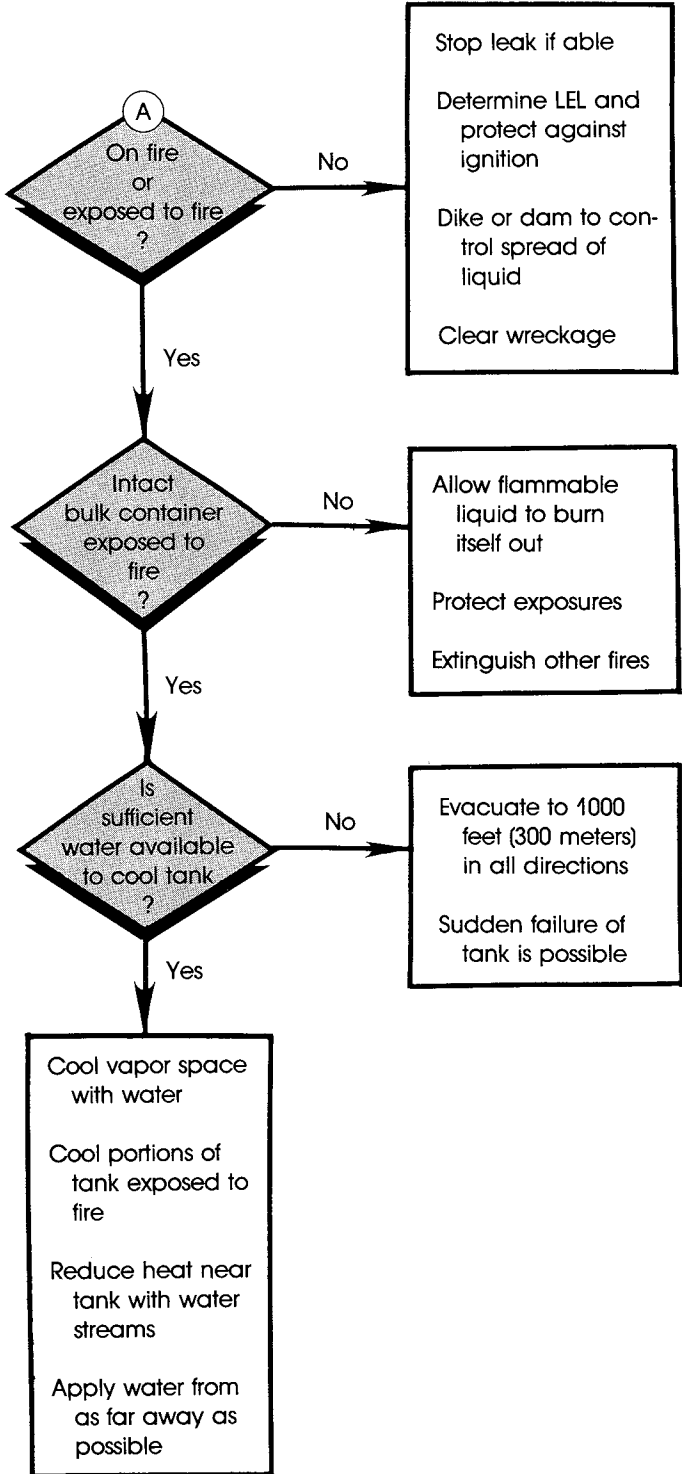 A
On fire
or
exposed to fire
?
No
Stop leak if able
Determine LEL and
protect against
ignition
Dike or dam to con-
trol spread of
liquid
Clear wreckage
Yes
Intact
bulk container
exposed to
fire
?
No
Allow flammable
liquid to burn
itself out
Protect exposures
Extinguish other fires
Yes
Is
sufficient
water available
to cool tank
?
No
Evacuate to 1000
feet (300 meters)
in all directions
Sudden failure of
tank is possible
Yes
Cool vapor space
with water
Cool portions of
tank exposed to
fire
Reduce heat near
tank with water
streams
Apply water from
as far away as
possible